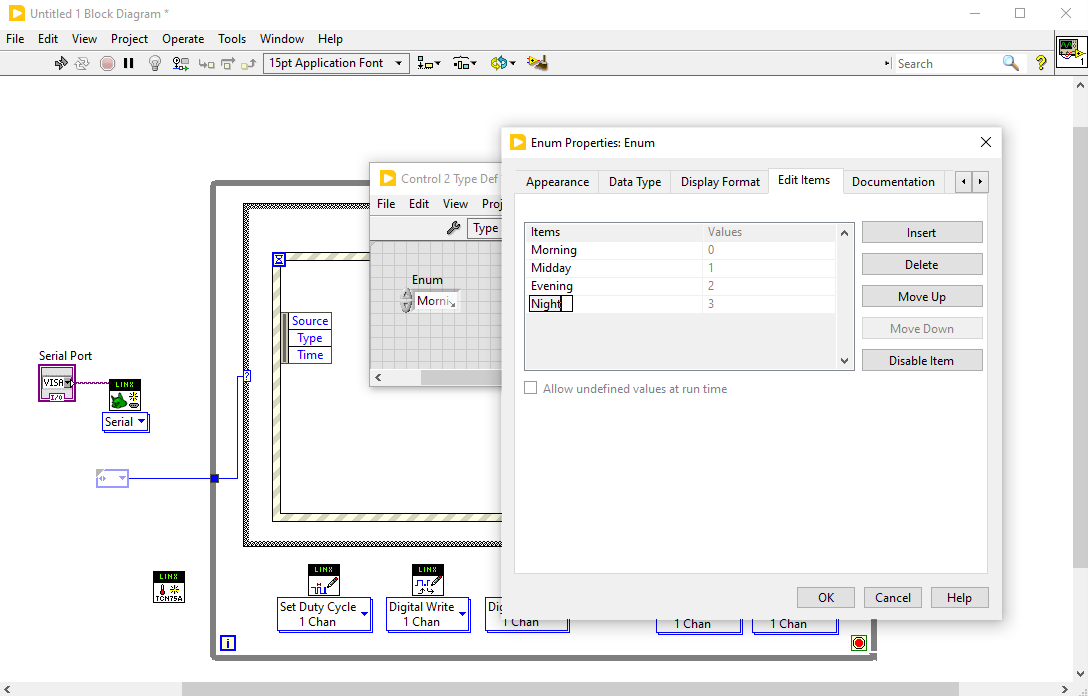 Untitled 1 Block Diagram *
File Edit View Project Operate Tools Window Help
15pt Application Font
Search
?
1
Enum Properties: Enum
Appearance Data Type Display Format Edit Items Documentation
Items Values
Morning 0
Midday 1
Evening 2
Night 3
Insert
Delete
Move Up
Move Down
Disable Item
Allow undefined values at run time
OK Cancel Help
Control 2 Type Def
File Edit View Proj
Type
Enum
Morni
Source
Type
Time
?
Serial Port
VISA
I/O
LINX
Serial
LINX
TCN75A
LINX
Set Duty Cycle
1 Chan
LINX
Digital Write
1 Chan
Dig
1 Chan
1 Chan
1 Chan
i